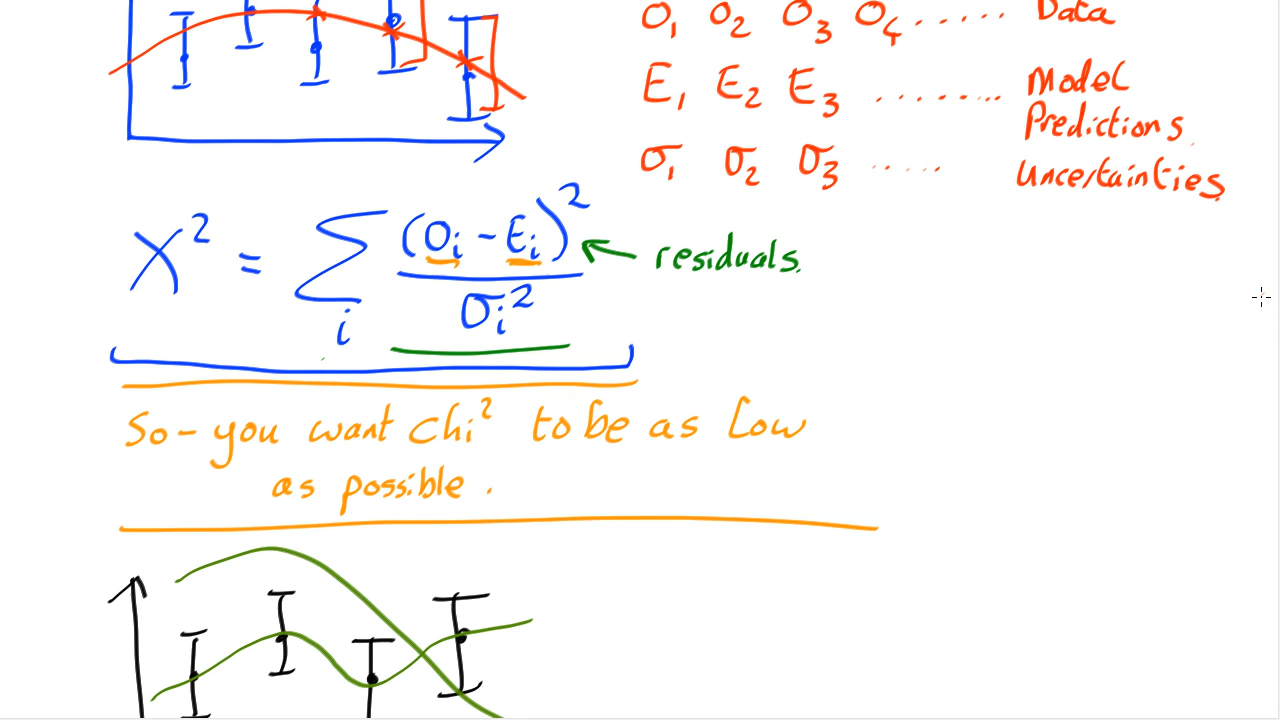 O₁ O₂ O₃ O₄ ...... Data
E₁ E₂ E₃ ........ Model
Predictions
σ₁ σ₂ σ₃ ..... Uncertainties
X² = Σᵢ (Oᵢ - Eᵢ)² / σᵢ² ← residuals.
So - you want Chi² to be as Low
as possible.